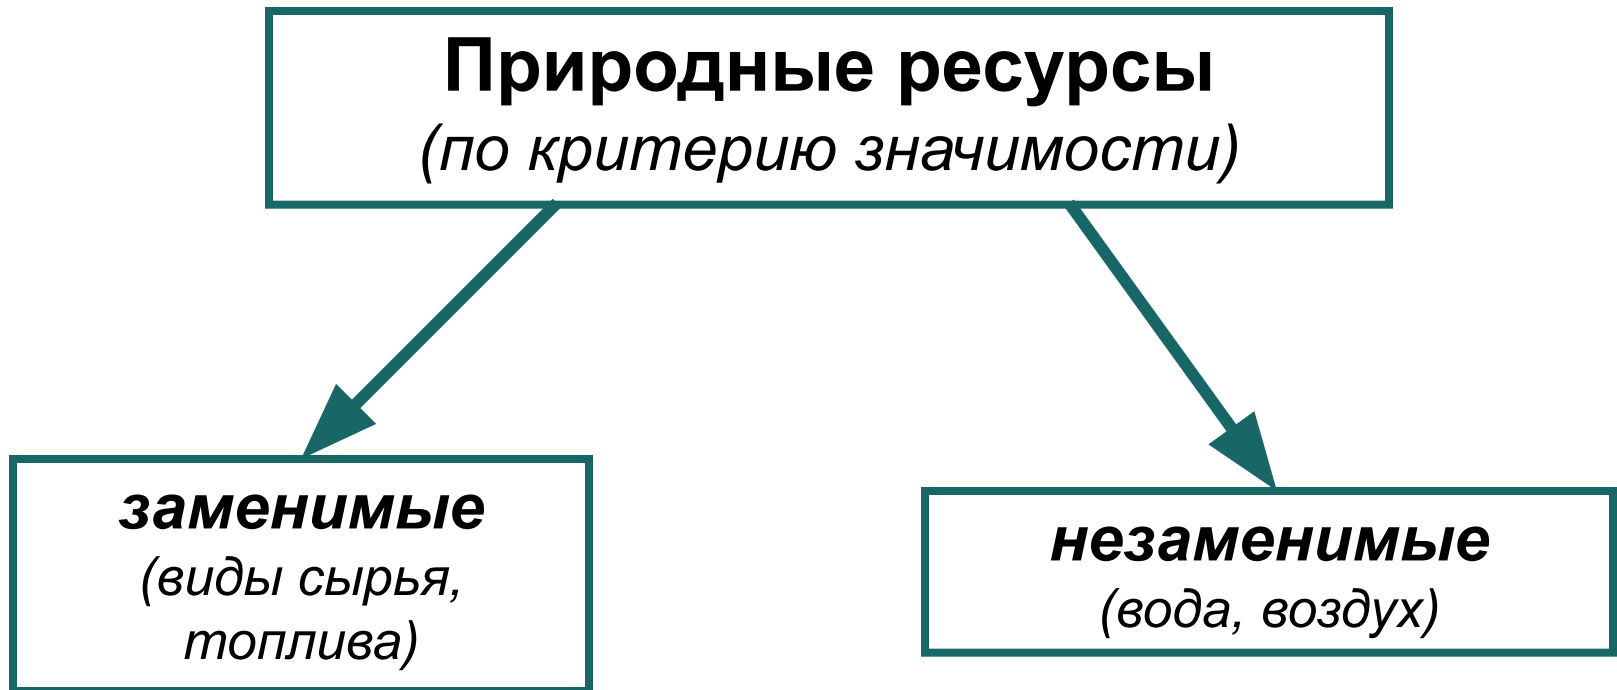 Природные ресурсы
(по критерию значимости)
заменимые
(виды сырья,
топлива)
незаменимые
(вода, воздух)